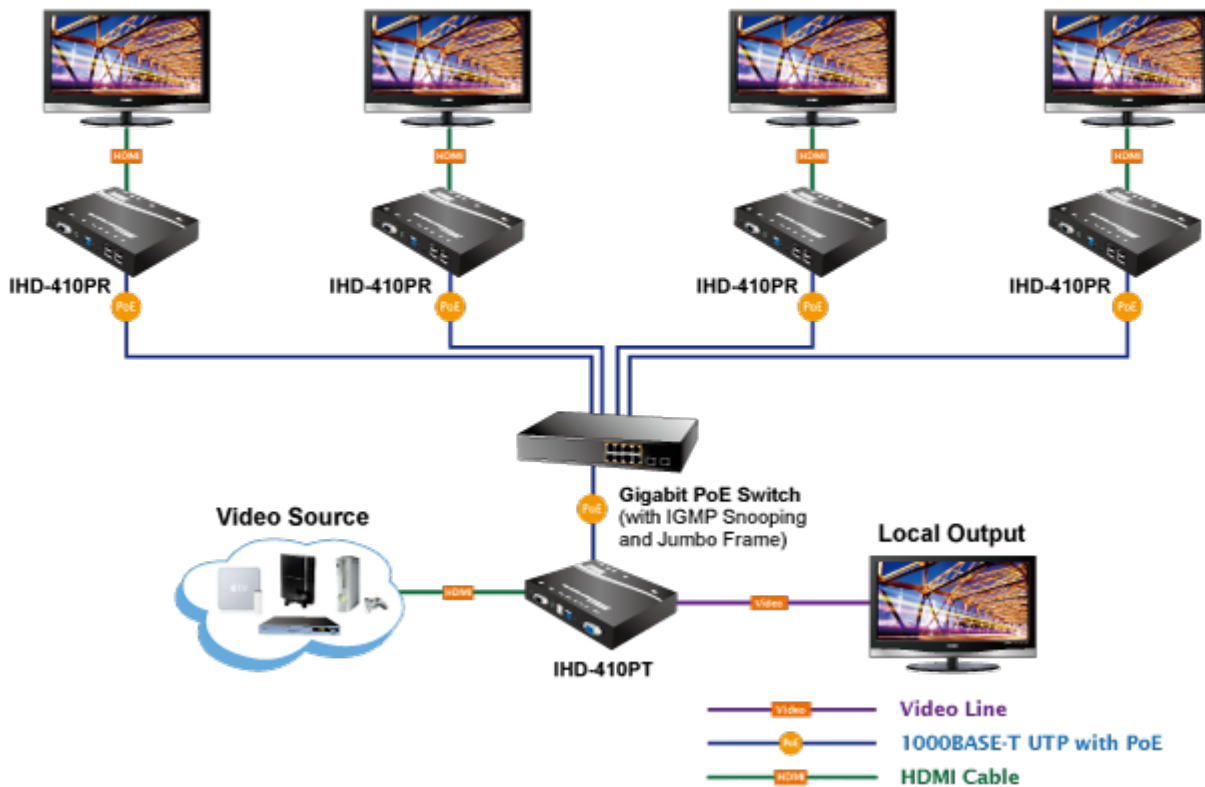 HDMI HDMI HDMI HDMI
IHD-410PR IHD-410PR IHD-410PR IHD-410PR
PoE PoE PoE PoE
Gigabit PoE Switch
(with IGMP Snooping
and Jumbo Frame)
PoE
Video Source
Local Output
HDMI
Video
IHD-410PT
Video Video Line
PoE 1000BASE-T UTP with PoE
HDMI HDMI Cable